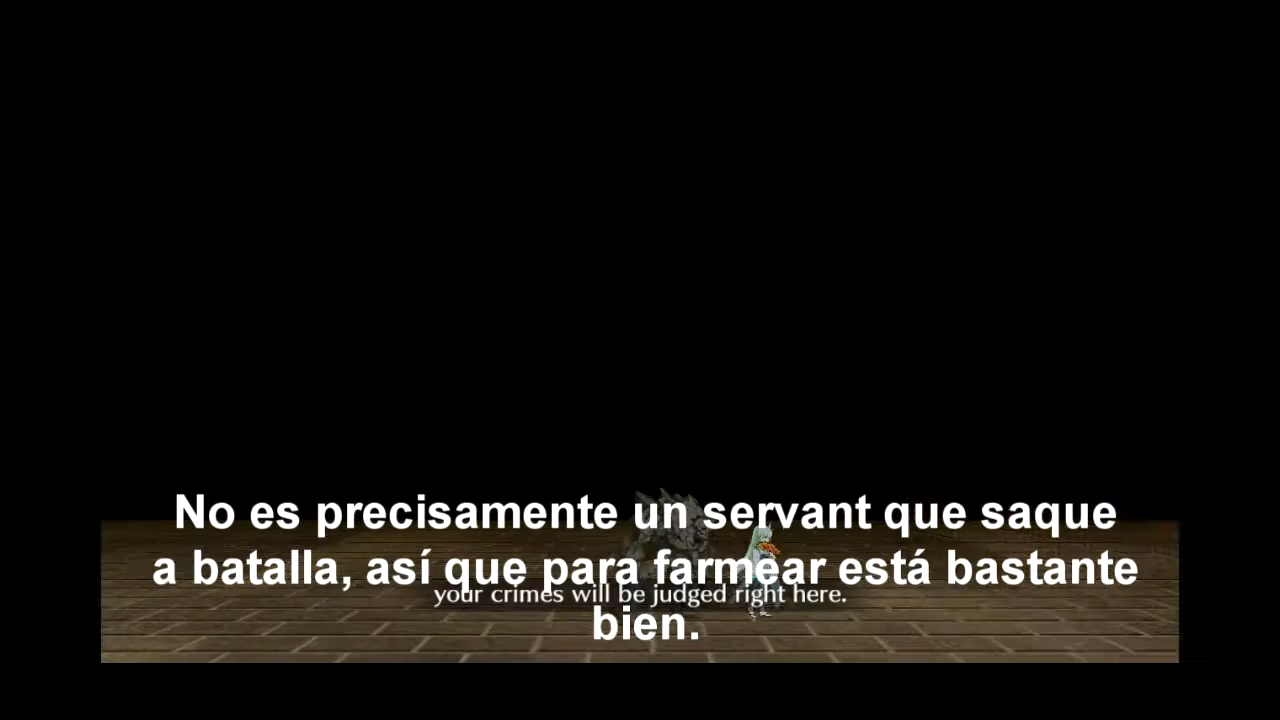 No es precisamente un servant que saque
a batalla, así que para farmear está bastante
your crimes will be judged right here.
bien.